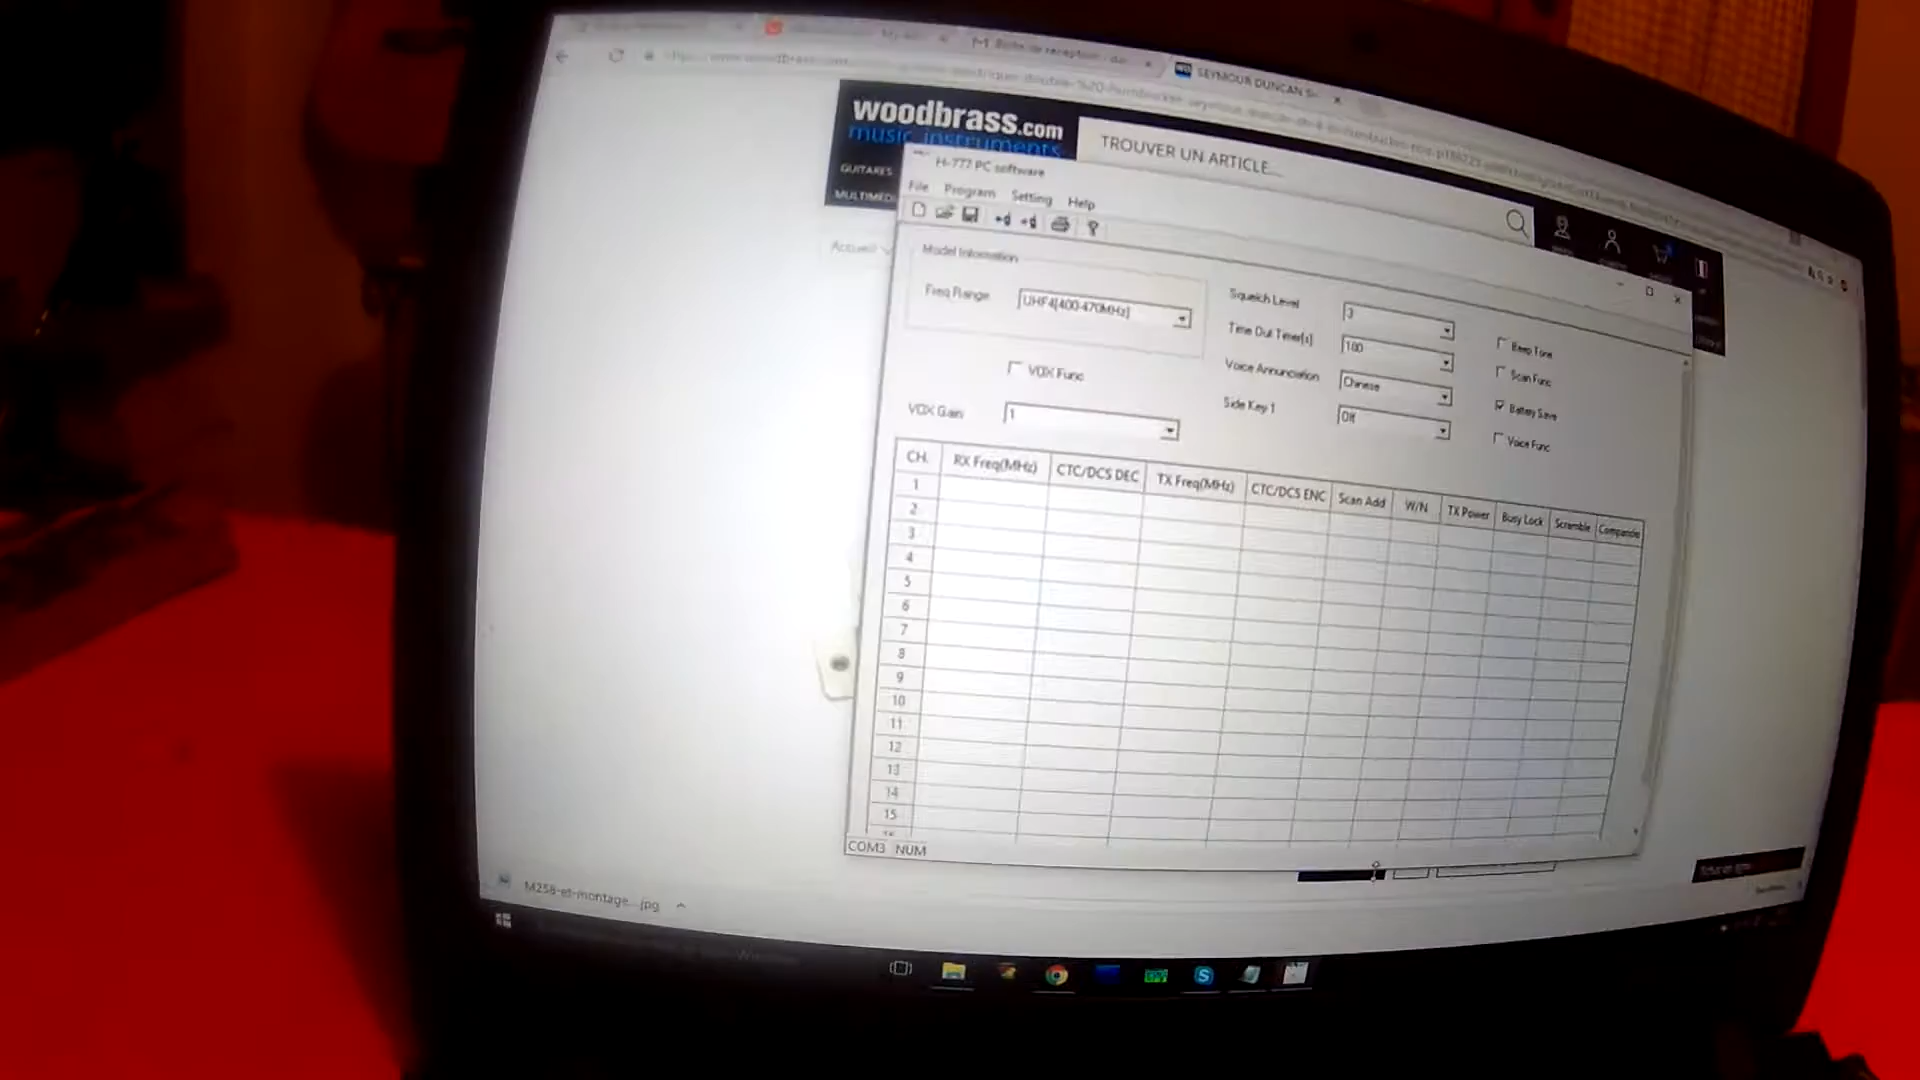 SEYMOUR DUNCAN S
woodbrass.com
music instruments
TROUVER UN ARTICLE...
GUITARES
MULTIMED
Accueil
H-777 PC software
File Program Setting Help
Model Information
Freq Range UHF4[400-470MHz]
VOX Func
VOX Gain 1
Squelch Level 3
Time Out Timer[s] 180
Voice Annunciation Chinese
Side Key 1 Off
Beep Tone
Scan Func
Battery Save
Voice Func
CH. RX Freq(MHz) CTC/DCS DEC TX Freq(MHz) CTC/DCS ENC Scan Add W/N TX Power Busy Lock Scramble Compander
1
2
3
4
5
6
7
8
9
10
11
12
13
14
15
COM3 NUM
M258-et-montage...jpg